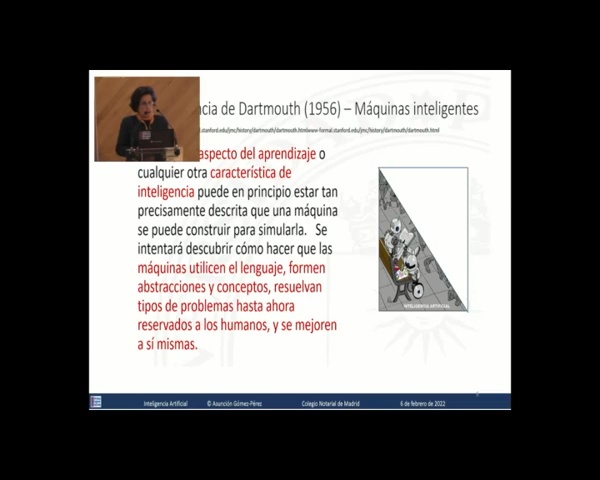 ncia de Dartmouth (1956) – Máquinas inteligentes
.stanford.edu/jmc/history/dartmouth/dartmouth.htmlwww-formal.stanford.edu/jmc/history/dartmouth/dartmouth.html
aspecto del aprendizaje o
cualquier otra característica de
inteligencia puede en principio estar tan
precisamente descrita que una máquina
se puede construir para simularla. Se
intentará descubrir cómo hacer que las
máquinas utilicen el lenguaje, formen
abstracciones y conceptos, resuelvan
tipos de problemas hasta ahora
reservados a los humanos, y se mejoren
a sí mismas.
INTELIGENCIA ARTIFICIAL
Inteligencia Artificial © Asunción Gómez-Pérez Colegio Notarial de Madrid 6 de febrero de 2022